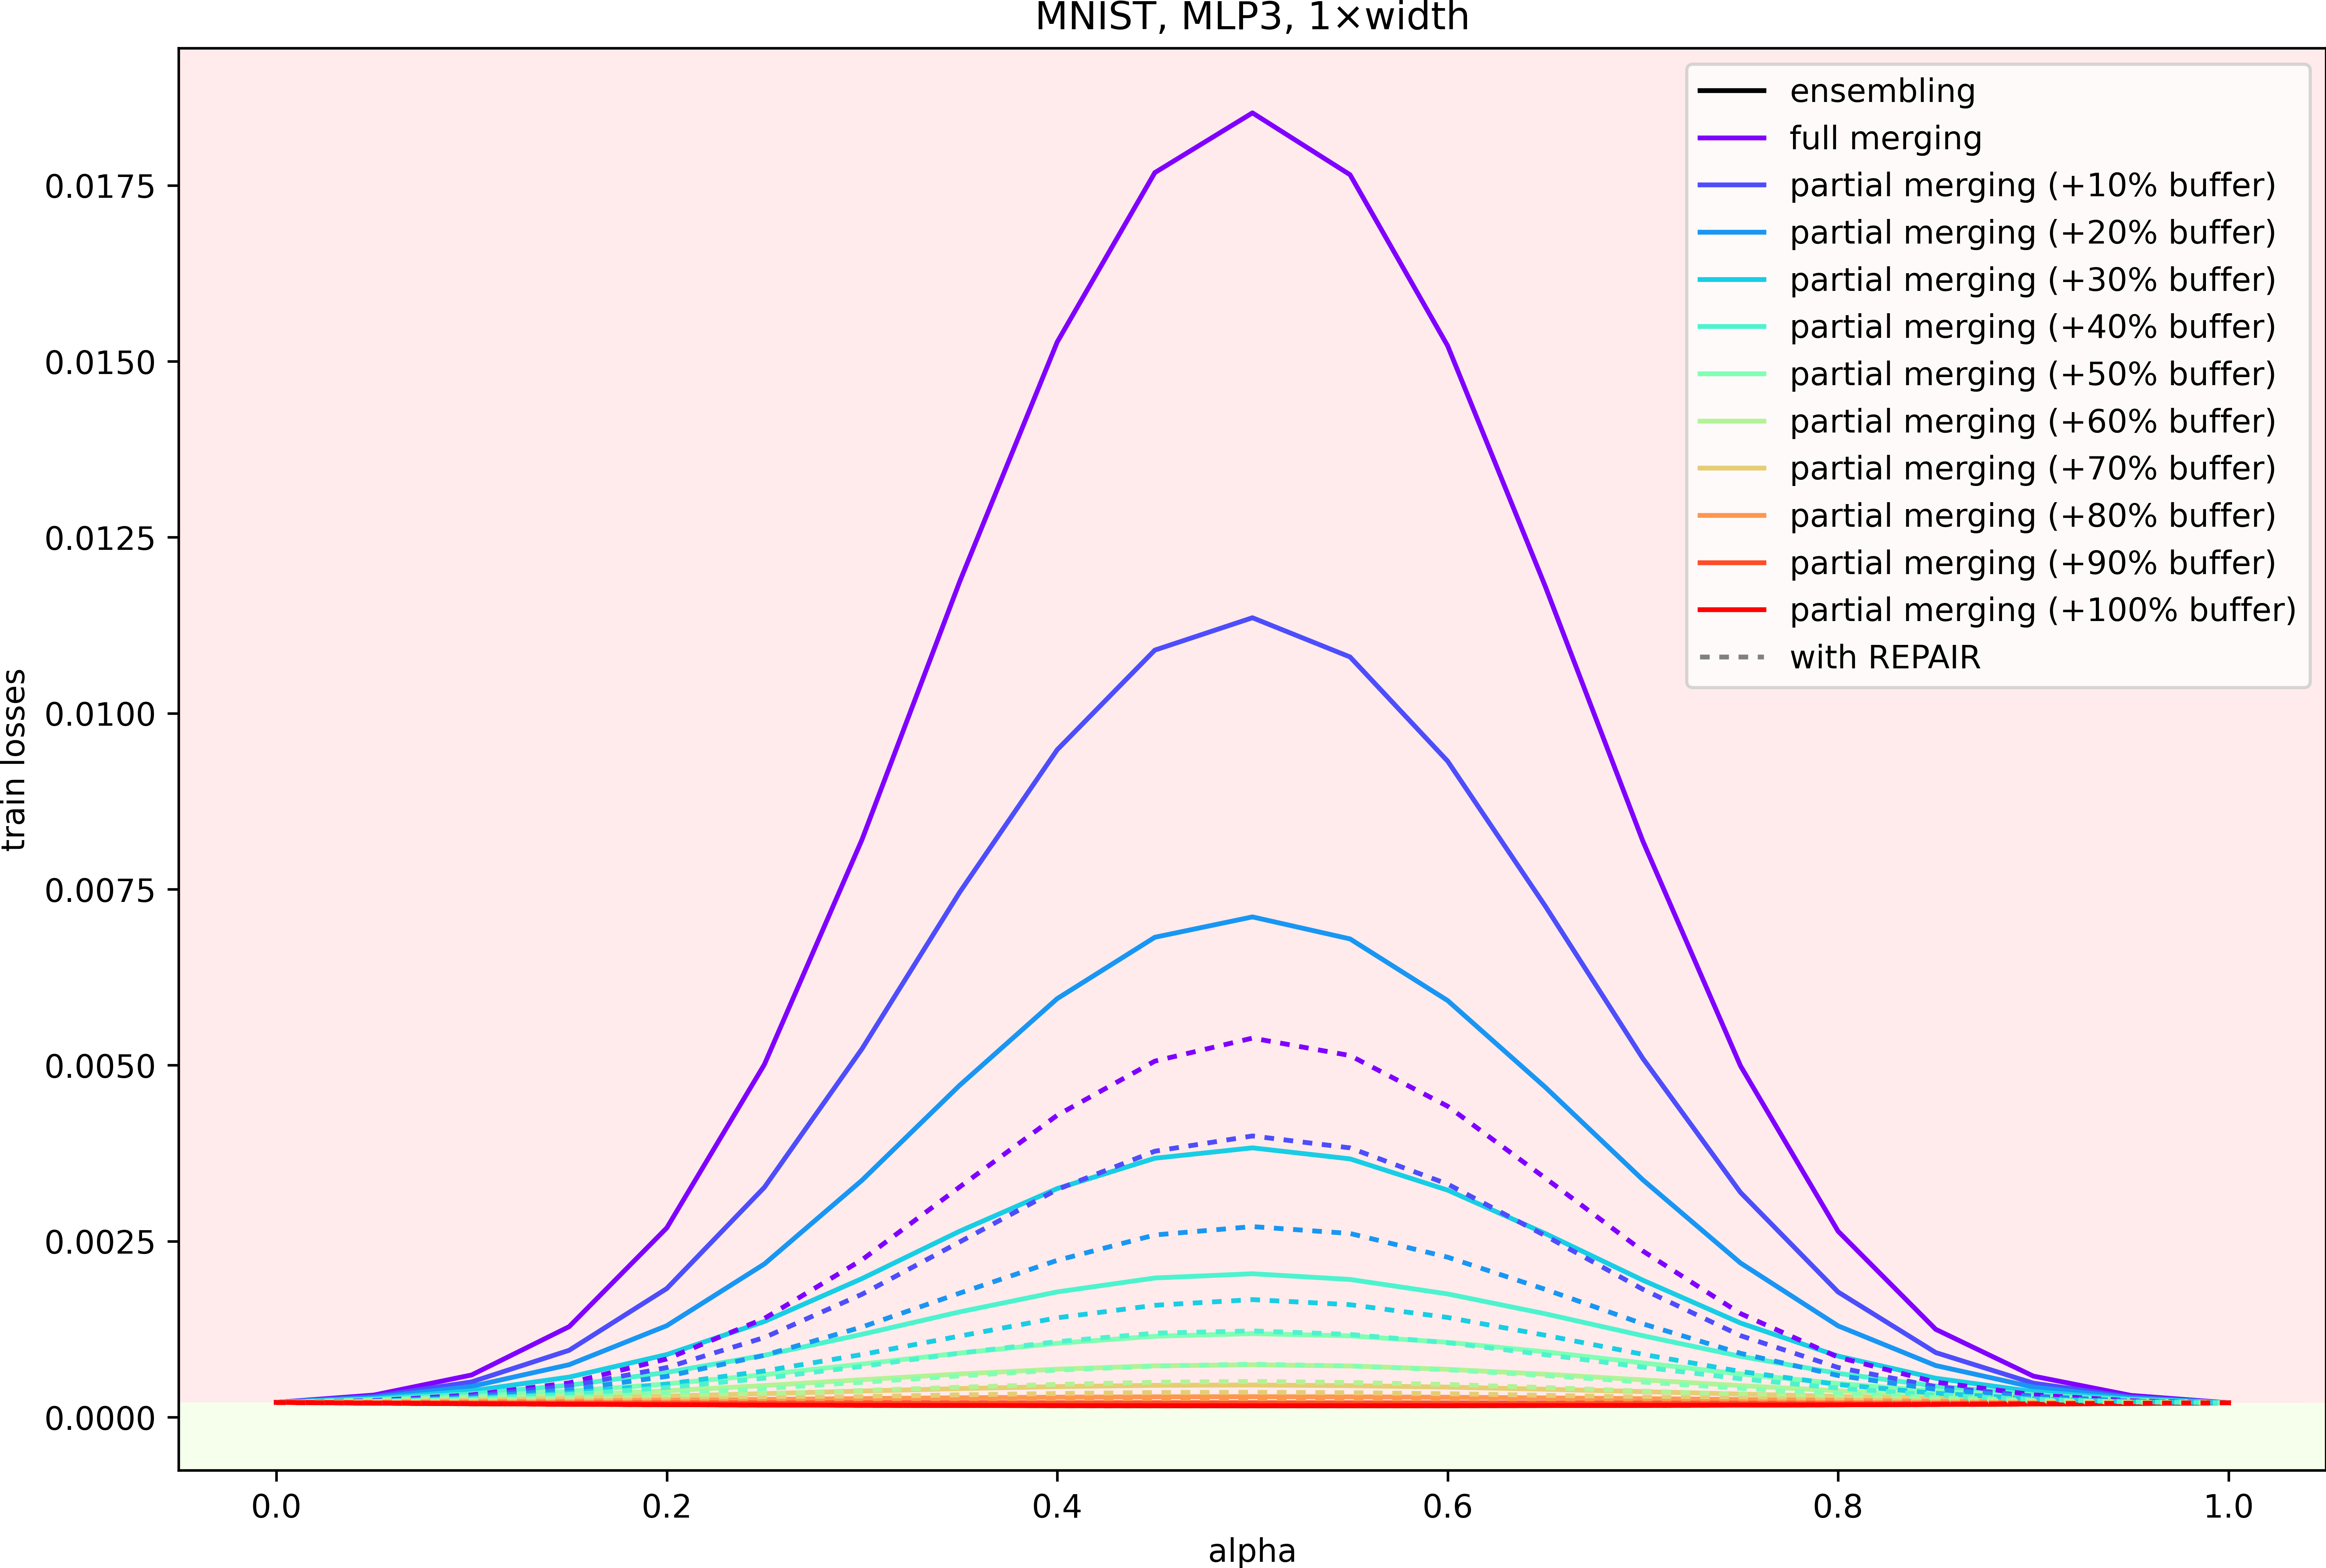 MNIST, MLP3, 1×width
ensembling
full merging
partial merging (+10% buffer)
partial merging (+20% buffer)
partial merging (+30% buffer)
partial merging (+40% buffer)
partial merging (+50% buffer)
partial merging (+60% buffer)
partial merging (+70% buffer)
partial merging (+80% buffer)
partial merging (+90% buffer)
partial merging (+100% buffer)
with REPAIR
train losses
0.0175
0.0150
0.0125
0.0100
0.0075
0.0050
0.0025
0.0000
0.0 0.2 0.4 0.6 0.8 1.0
alpha